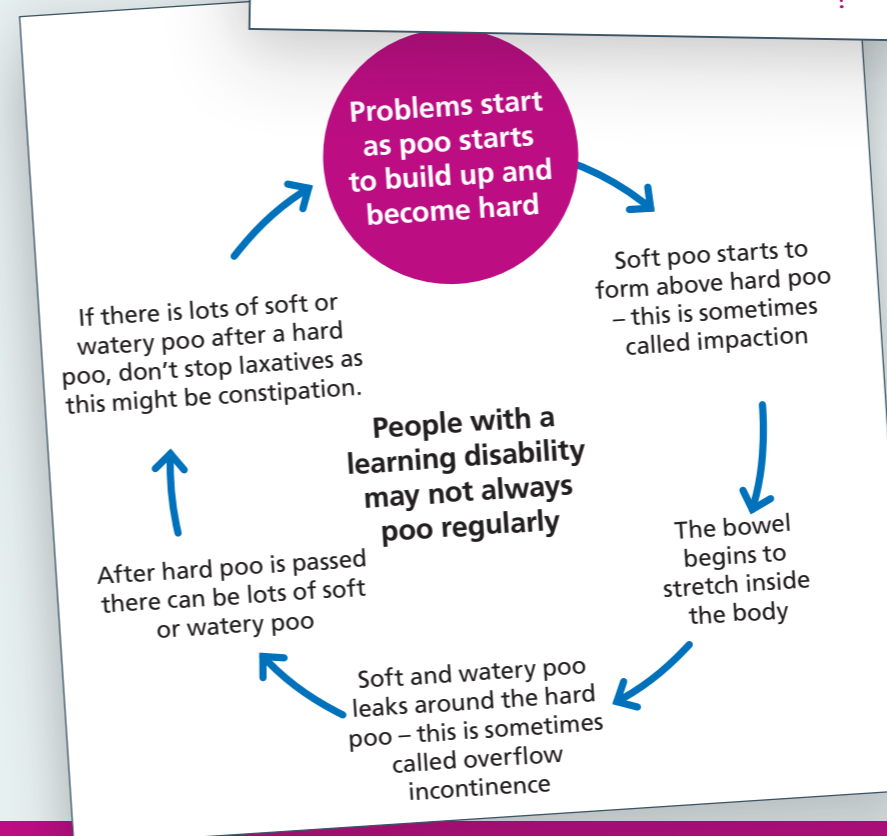 Problems start
as poo starts
to build up and
become hard
Soft poo starts to
form above hard poo
– this is sometimes
called impaction
The bowel
begins to
stretch inside
the body
Soft and watery poo
leaks around the hard
poo – this is sometimes
called overflow
incontinence
After hard poo is passed
there can be lots of soft
or watery poo
If there is lots of soft or
watery poo after a hard
poo, don’t stop laxatives as
this might be constipation.
People with a
learning disability
may not always
poo regularly